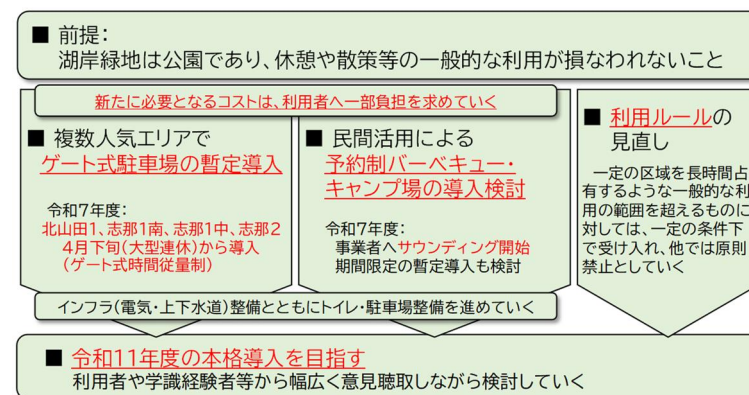 ■ 前提:
湖岸緑地は公園であり、休憩や散策等の一般的な利用が損なわれないこと
新たに必要となるコストは、利用者へ一部負担を求めていく
■ 複数人気エリアで
ゲート式駐車場の暫定導入
令和7年度:
北山田1、志那1南、志那1中、志那2
4月下旬(大型連休)から導入
(ゲート式時間従量制)
■ 民間活用による
予約制バーベキュー・
キャンプ場の導入検討
令和7年度:
事業者へサウンディング開始
期間限定の暫定導入も検討
■ 利用ルールの
見直し
一定の区域を長時間占
有するような一般的な利
用の範囲を超えるものに
対しては、一定の条件下
で受け入れ、他では原則
禁止としていく
インフラ(電気・上下水道)整備とともにトイレ・駐車場整備を進めていく
■ 令和11年度の本格導入を目指す
利用者や学識経験者等から幅広く意見聴取しながら検討していく